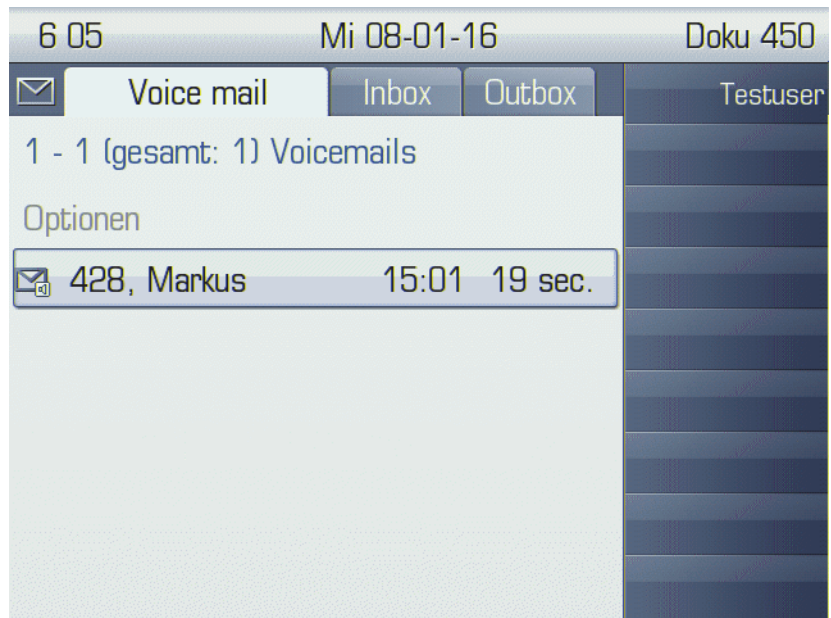 6 05 Mi 08-01-16 Doku 450
Voice mail Inbox Outbox Testuser
1 - 1 (gesamt: 1) Voicemails
Optionen
428, Markus 15:01 19 sec.